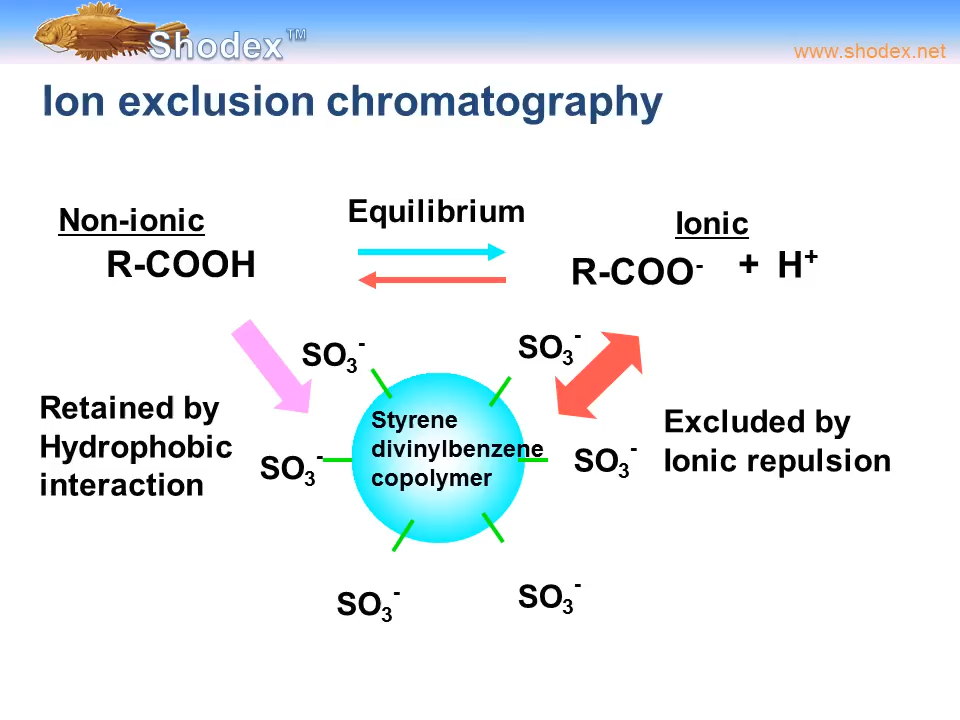 Shodex™
www.shodex.net
Ion exclusion chromatography
Non-ionic
Equilibrium
Ionic
R-COOH
R-COO⁻ + H⁺
SO₃⁻
SO₃⁻
Retained by
Hydrophobic
interaction
Styrene
divinylbenzene
copolymer
Excluded by
Ionic repulsion
SO₃⁻
SO₃⁻
SO₃⁻
SO₃⁻